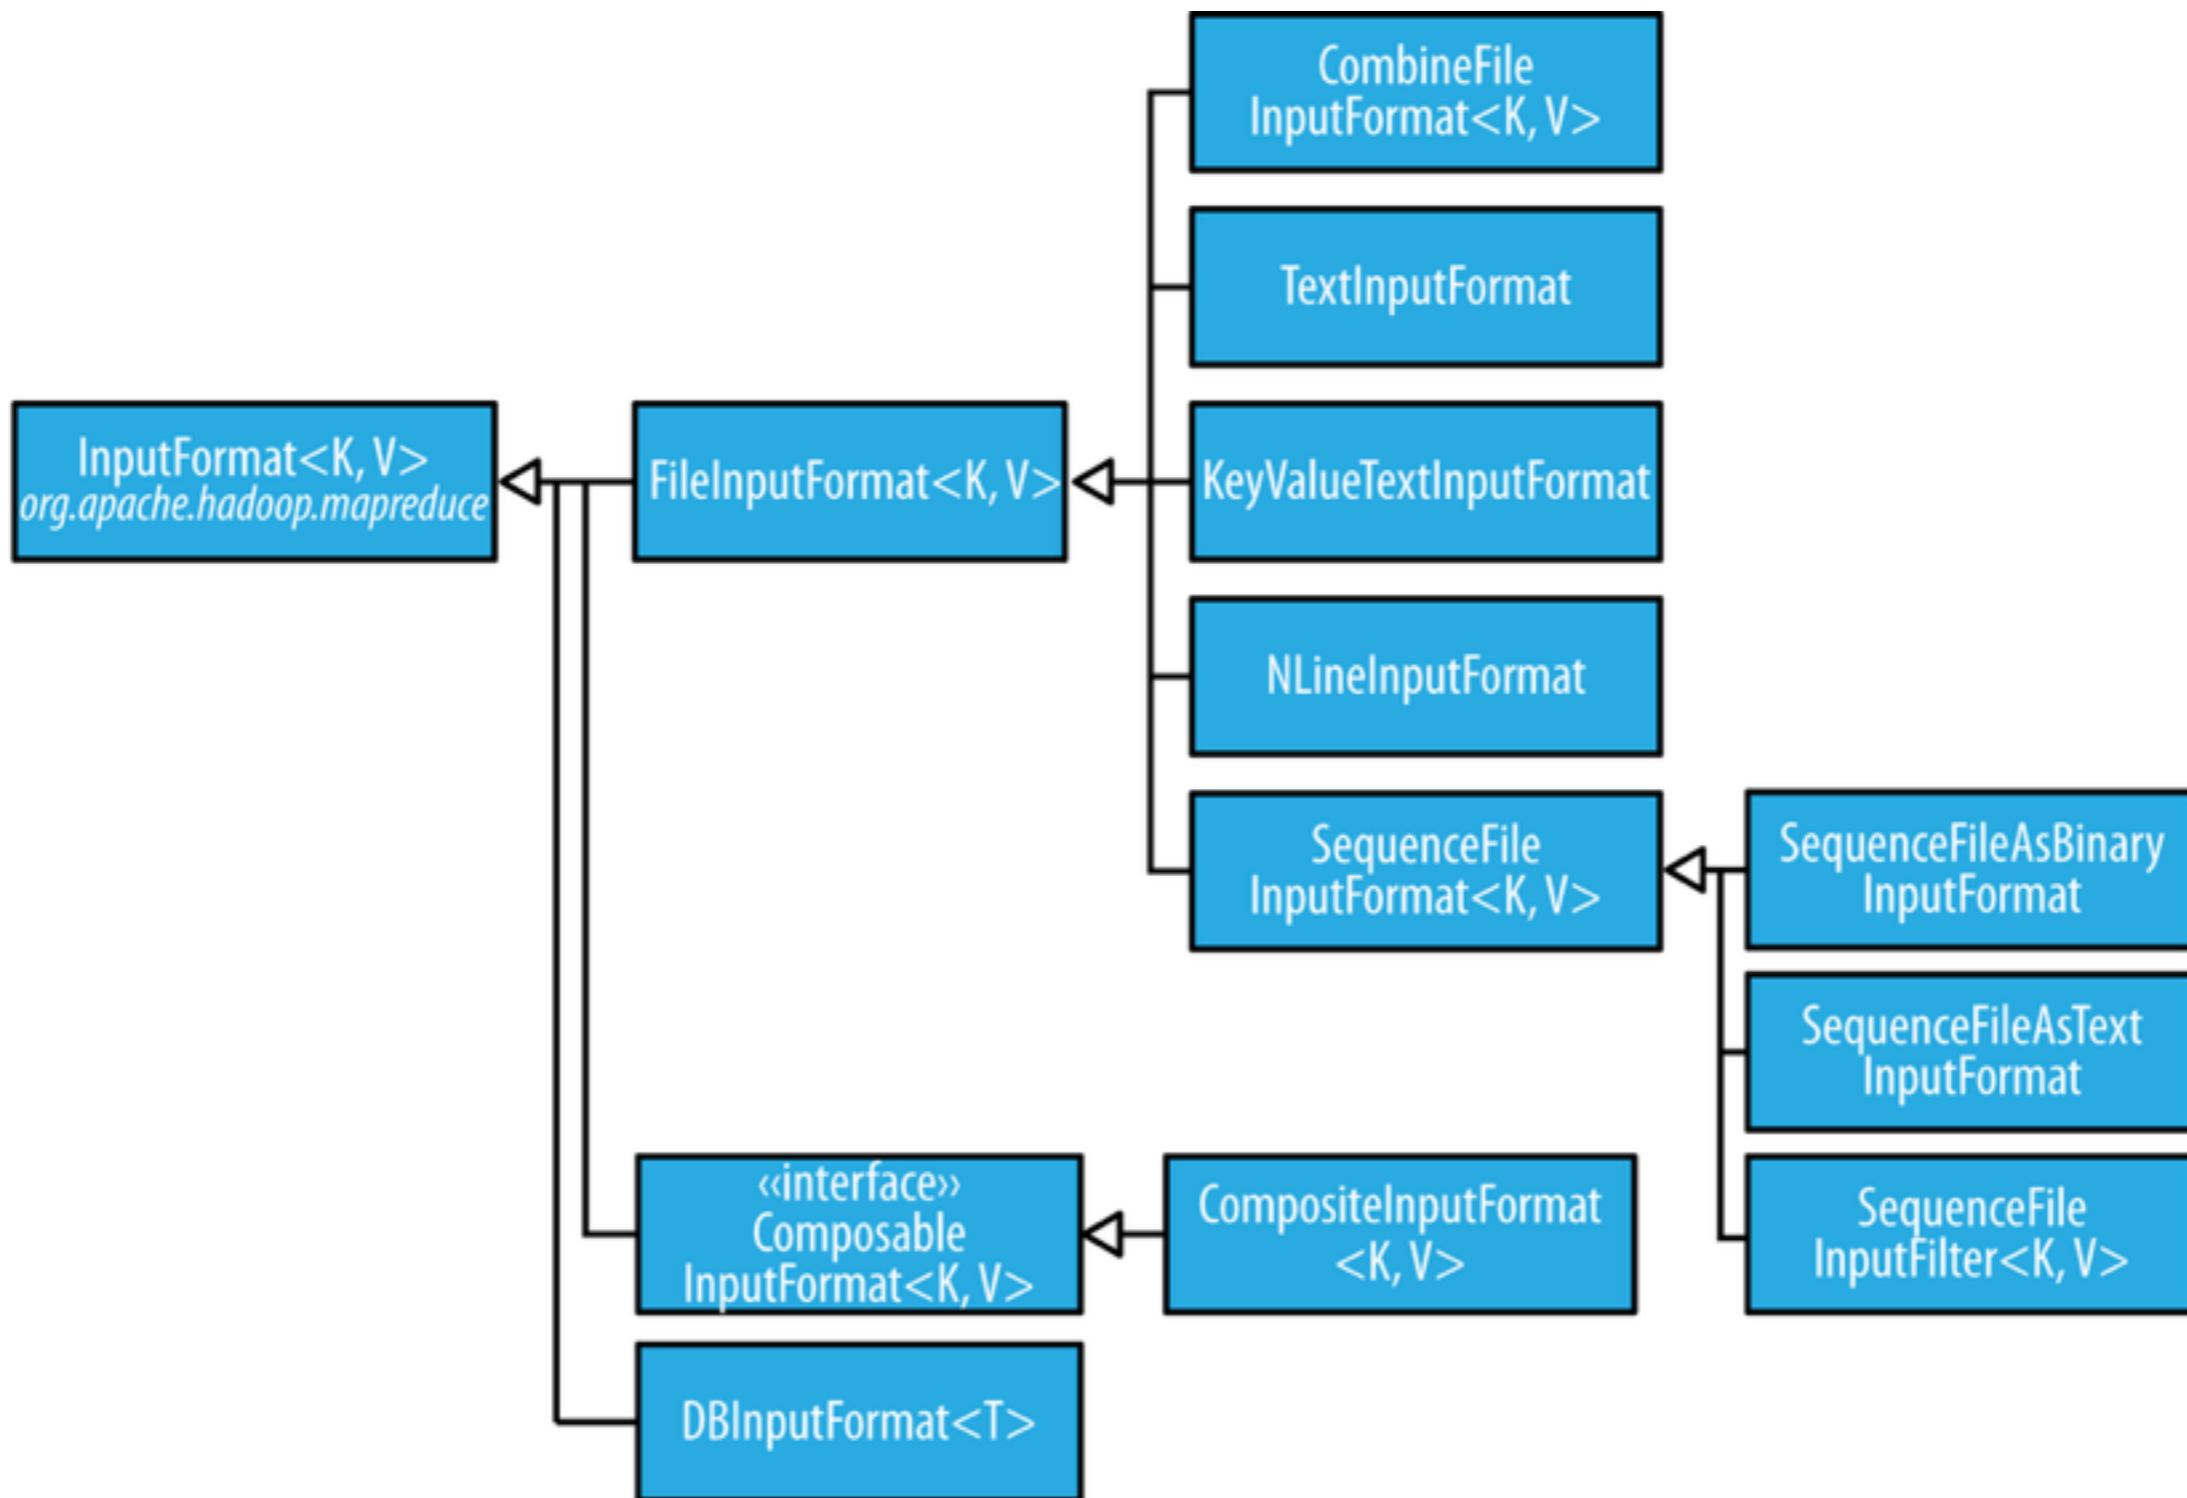 CombineFile
InputFormat<K, V>
TextInputFormat
InputFormat<K, V>
org.apache.hadoop.mapreduce
FileInputFormat<K, V>
KeyValueTextInputFormat
NLineInputFormat
SequenceFile
InputFormat<K, V>
SequenceFileAsBinary
InputFormat
SequenceFileAsText
InputFormat
«interface»
Composable
InputFormat<K, V>
CompositeInputFormat
<K, V>
SequenceFile
InputFilter<K, V>
DBInputFormat<T>